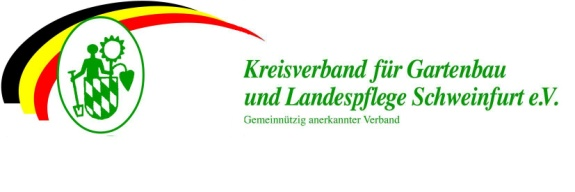 Kreisverband für Gartenbau
und Landespflege Schweinfurt e.V.
Gemeinnützig anerkannter Verband